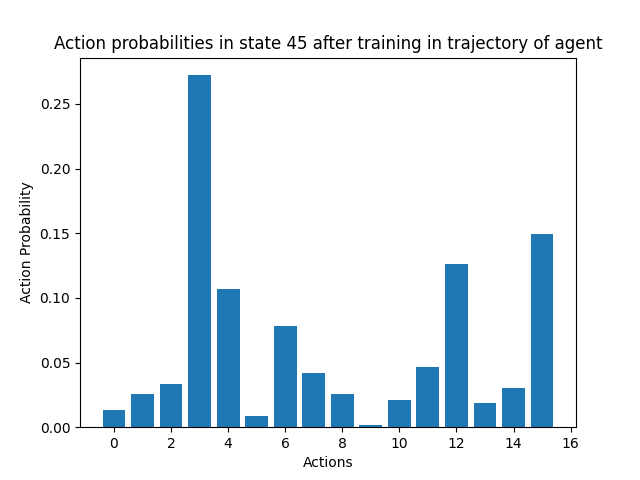 Action probabilities in state 45 after training in trajectory of agent
0.25
0.20
0.15
0.10
0.05
0.00
Action Probability
0 2 4 6 8 10 12 14 16
Actions